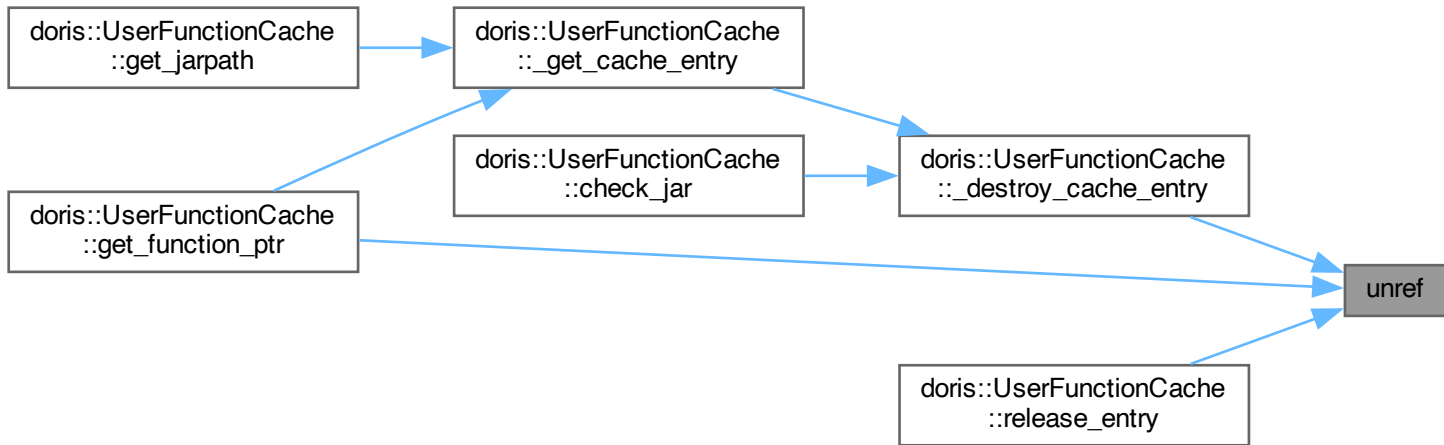 doris::UserFunctionCache
::get_jarpath
doris::UserFunctionCache
::_get_cache_entry
doris::UserFunctionCache
::check_jar
doris::UserFunctionCache
::_destroy_cache_entry
doris::UserFunctionCache
::get_function_ptr
unref
doris::UserFunctionCache
::release_entry